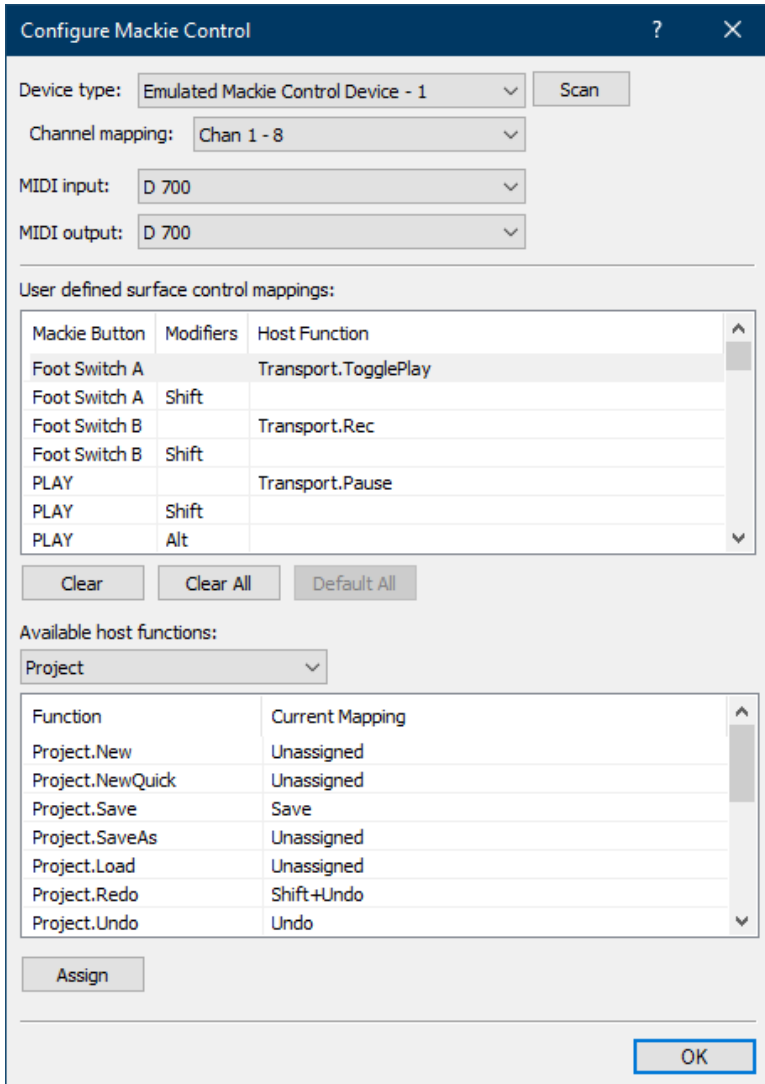 Configure Mackie Control ? ×
Device type: Emulated Mackie Control Device - 1 Scan
Channel mapping: Chan 1 - 8
MIDI input: D 700
MIDI output: D 700
User defined surface control mappings:
Mackie Button Modifiers Host Function
Foot Switch A Transport.TogglePlay
Foot Switch A Shift
Foot Switch B Transport.Rec
Foot Switch B Shift
PLAY Transport.Pause
PLAY Shift
PLAY Alt
Clear Clear All Default All
Available host functions:
Project
Function Current Mapping
Project.New Unassigned
Project.NewQuick Unassigned
Project.Save Save
Project.SaveAs Unassigned
Project.Load Unassigned
Project.Redo Shift+Undo
Project.Undo Undo
Assign
OK